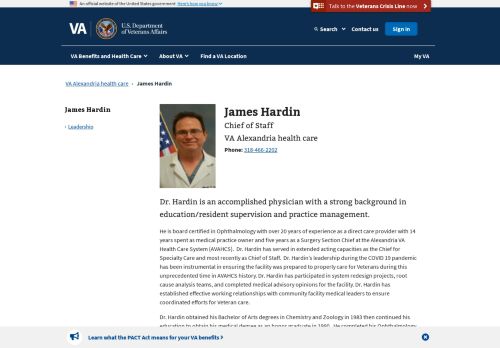 An official website of the United States government Here's how you know
Talk to the Veterans Crisis Line now
VA
U.S. Department
of Veterans Affairs
Search
Contact us
Sign in
VA Benefits and Health Care
About VA
Find a VA Location
My VA
VA Alexandria health care › James Hardin
James Hardin
› Leadership
James Hardin
Chief of Staff
VA Alexandria health care
Phone: 318-466-2202
Dr. Hardin is an accomplished physician with a strong background in
education/resident supervision and practice management.
He is board certified in Ophthalmology with over 20 years of experience as a direct care provider with 14
years spent as medical practice owner and five years as a Surgery Section Chief at the Alexandria VA
Health Care System (AVAHCS). Dr. Hardin has served in extended acting capacities as the Chief for
Specialty Care and most recently as Chief of Staff. Dr. Hardin's leadership during the COVID 19 pandemic
has been instrumental in ensuring the facility was prepared to properly care for Veterans during this
unprecedented time in AVAHCS history. Dr. Hardin has participated in system redesign projects, root
cause analysis teams, and completed medical advisory opinions for the facility. Dr. Hardin has
established effective working relationships with community facility medical leaders to ensure
coordinated efforts for Veteran care.
Dr. Hardin obtained his Bachelor of Arts degrees in Chemistry and Zoology in 1983 then continued his
education to obtain his medical degree as an honor graduate in He completed his Ophthalmology
Learn what the PACT Act means for your VA benefits